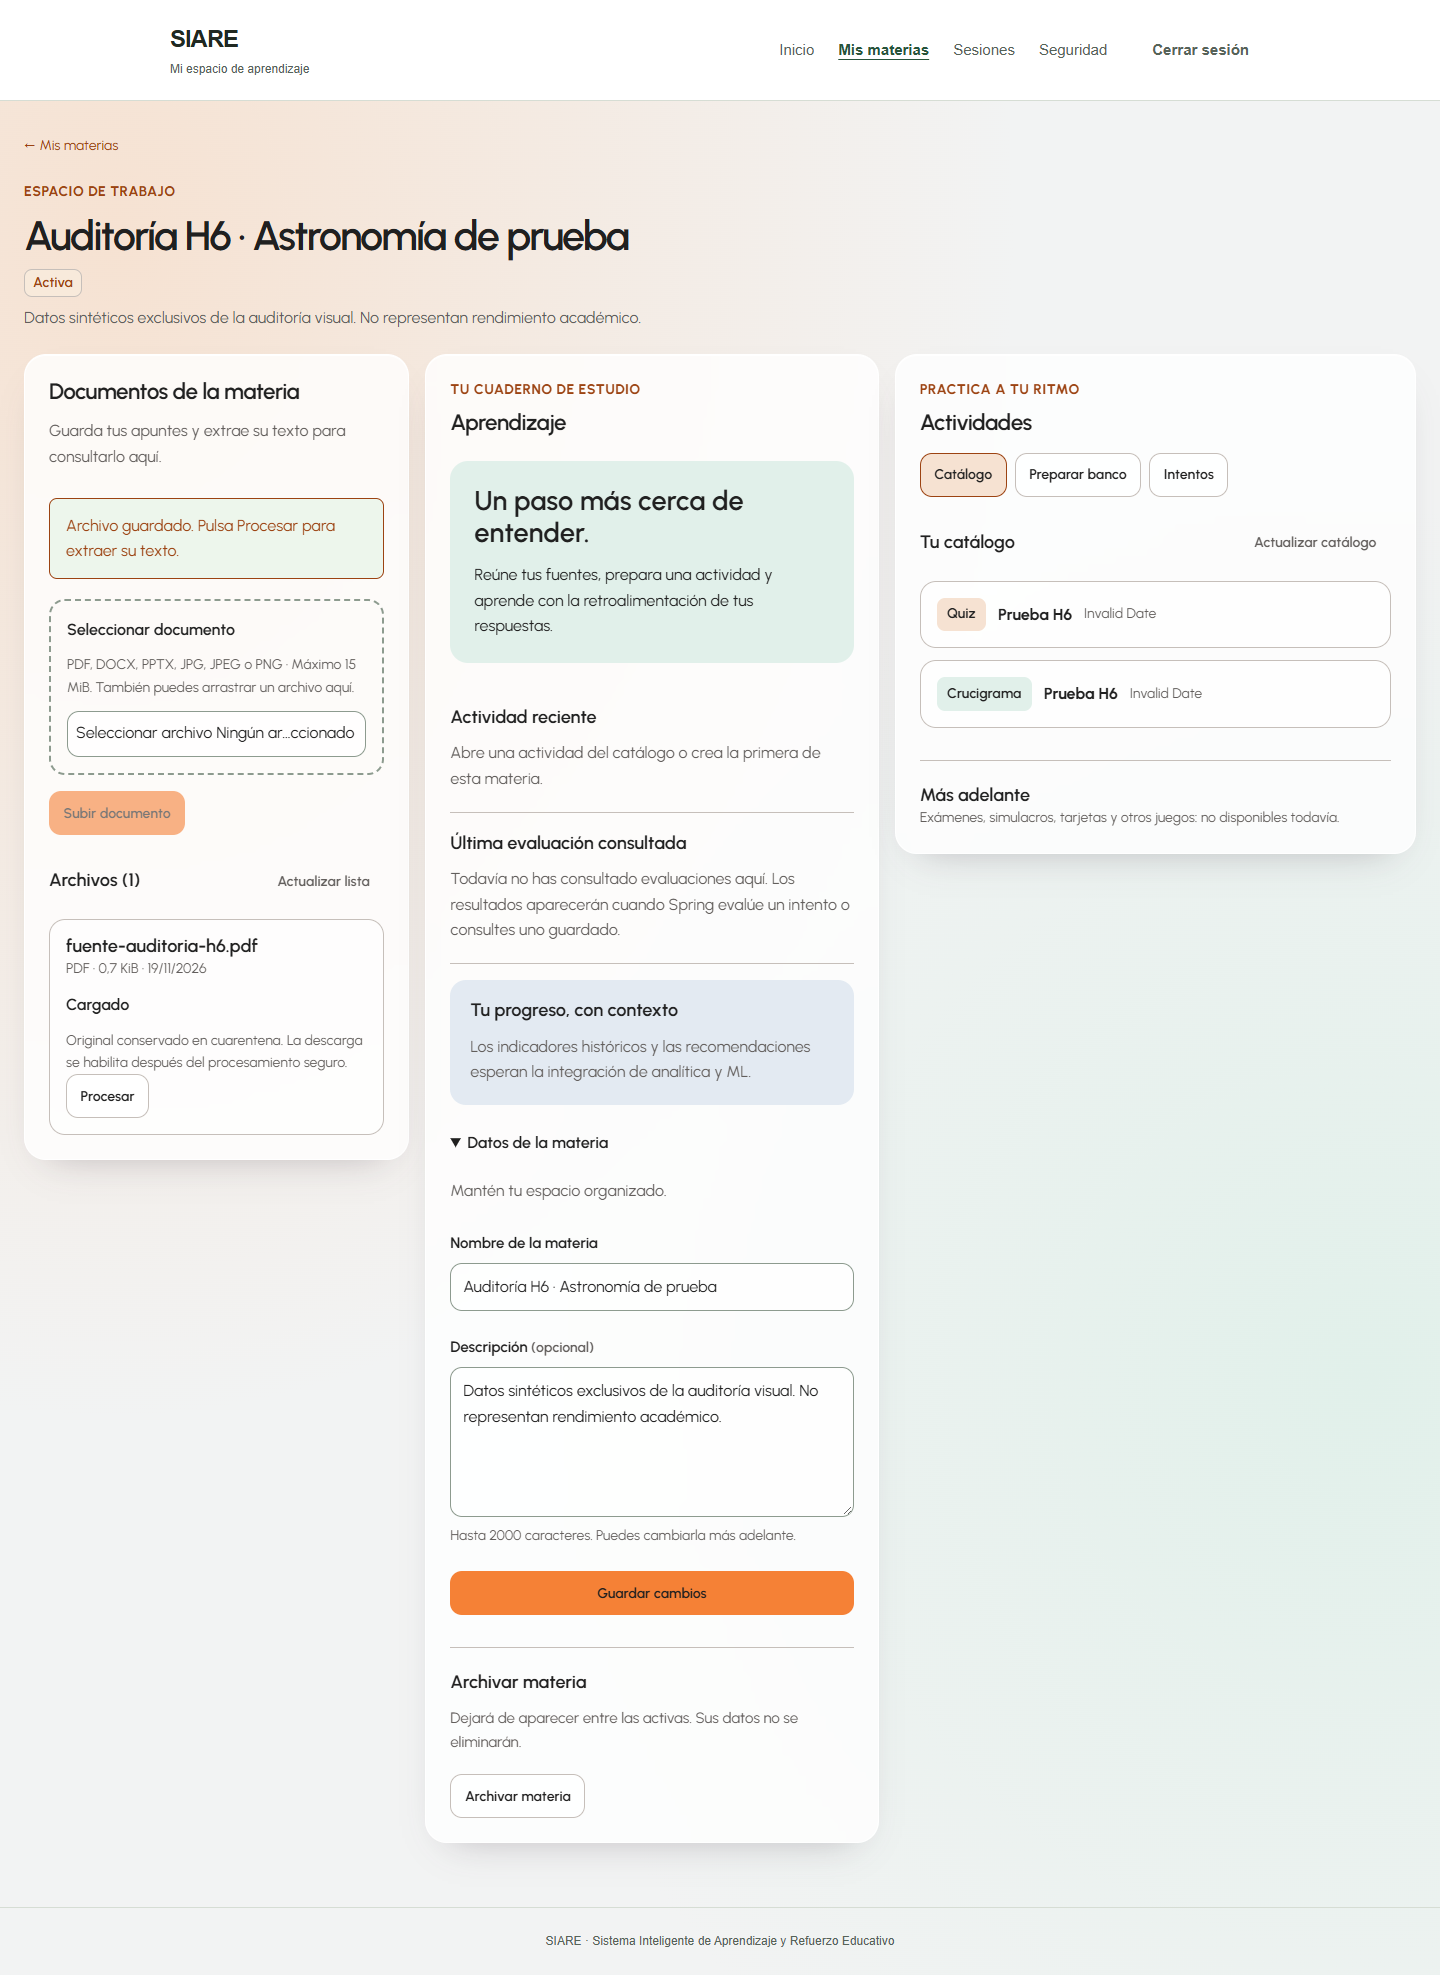 SIARE
Mi espacio de aprendizaje
Inicio
Mis materias
Sesiones
Seguridad
Cerrar sesión
← Mis materias
ESPACIO DE TRABAJO
Auditoría H6 · Astronomía de prueba
Activa
Datos sintéticos exclusivos de la auditoría visual. No representan rendimiento académico.
Documentos de la materia
Guarda tus apuntes y extrae su texto para
consultarlo aquí.
Archivo guardado. Pulsa Procesar para
extraer su texto.
Seleccionar documento
PDF, DOCX, PPTX, JPG, JPEG o PNG · Máximo 15
MiB. También puedes arrastrar un archivo aquí.
Seleccionar archivo Ningún ar...ccionado
Subir documento
Archivos (1)
Actualizar lista
fuente-auditoria-h6.pdf
PDF · 0,7 KiB · 19/11/2026
Cargado
Original conservado en cuarentena. La descarga
se habilita después del procesamiento seguro.
Procesar
TU CUADERNO DE ESTUDIO
Aprendizaje
Un paso más cerca de
entender.
Reúne tus fuentes, prepara una actividad y
aprende con la retroalimentación de tus
respuestas.
Actividad reciente
Abre una actividad del catálogo o crea la primera de
esta materia.
Última evaluación consultada
Todavía no has consultado evaluaciones aquí. Los
resultados aparecerán cuando Spring evalúe un intento o
consultes uno guardado.
Tu progreso, con contexto
Los indicadores históricos y las recomendaciones
esperan la integración de analítica y ML.
▼ Datos de la materia
Mantén tu espacio organizado.
Nombre de la materia
Auditoría H6 · Astronomía de prueba
Descripción (opcional)
Datos sintéticos exclusivos de la auditoría visual. No
representan rendimiento académico.
Hasta 2000 caracteres. Puedes cambiarla más adelante.
Guardar cambios
Archivar materia
Dejará de aparecer entre las activas. Sus datos no se
eliminarán.
Archivar materia
PRACTICA A TU RITMO
Actividades
Catálogo
Preparar banco
Intentos
Tu catálogo
Actualizar catálogo
Quiz Prueba H6 Invalid Date
Crucigrama Prueba H6 Invalid Date
Más adelante
Exámenes, simulacros, tarjetas y otros juegos: no disponibles todavía.
SIARE · Sistema Inteligente de Aprendizaje y Refuerzo Educativo